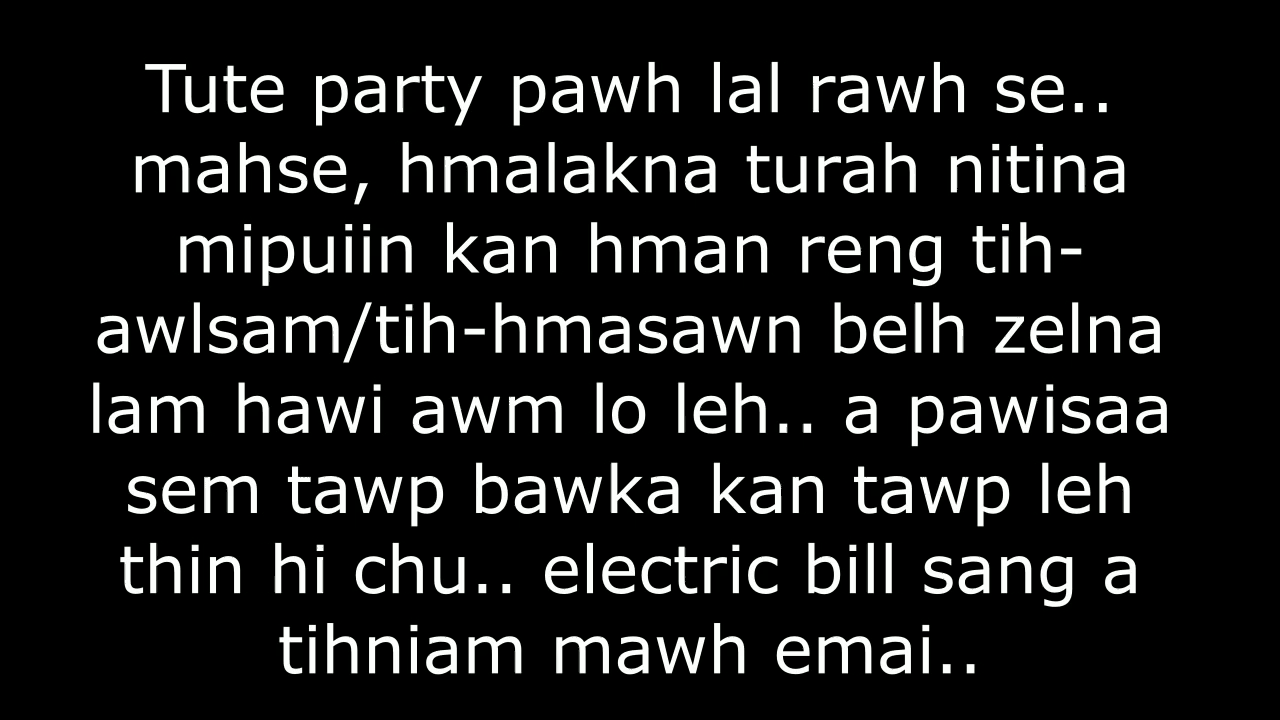 Tute party pawh lal rawh se..
mahse, hmalakna turah nitina
mipuiin kan hman reng tih-
awlsam/tih-hmasawn belh zelna
lam hawi awm lo leh.. a pawisaa
sem tawp bawka kan tawp leh
thin hi chu.. electric bill sang a
tihniam mawh emai..